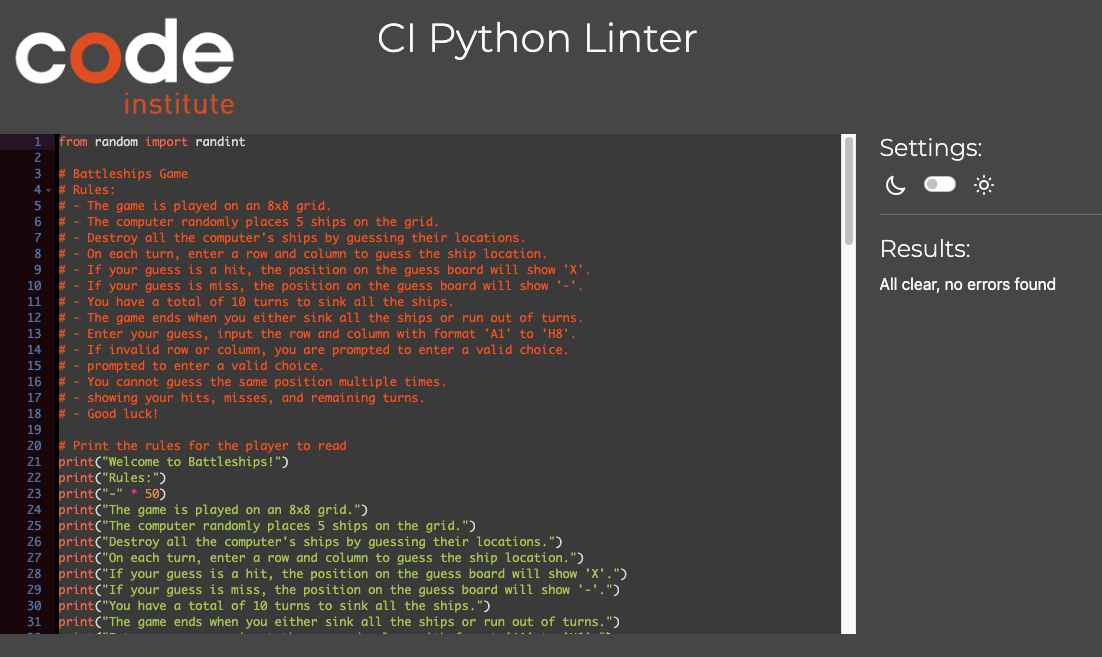 code
institute
CI Python Linter
1 from random import randint
2
3 # Battleships Game
4 # Rules:
5 # - The game is played on an 8x8 grid.
6 # - The computer randomly places 5 ships on the grid.
7 # - Destroy all the computer's ships by guessing their locations.
8 # - On each turn, enter a row and column to guess the ship location.
9 # - If your guess is a hit, the position on the guess board will show 'X'.
10 # - If your guess is miss, the position on the guess board will show '-'.
11 # - You have a total of 10 turns to sink all the ships.
12 # - The game ends when you either sink all the ships or run out of turns.
13 # - Enter your guess, input the row and column with format 'A1' to 'H8'.
14 # - If invalid row or column, you are prompted to enter a valid choice.
15 # - prompted to enter a valid choice.
16 # - You cannot guess the same position multiple times.
17 # - showing your hits, misses, and remaining turns.
18 # - Good luck!
19
20 # Print the rules for the player to read
21 print("Welcome to Battleships!")
22 print("Rules:")
23 print("-" * 50)
24 print("The game is played on an 8x8 grid.")
25 print("The computer randomly places 5 ships on the grid.")
26 print("Destroy all the computer's ships by guessing their locations.")
27 print("On each turn, enter a row and column to guess the ship location.")
28 print("If your guess is a hit, the position on the guess board will show 'X'.")
29 print("If your guess is miss, the position on the guess board will show '-'.")
30 print("You have a total of 10 turns to sink all the ships.")
31 print("The game ends when you either sink all the ships or run out of turns.")
Settings:
Results:
All clear, no errors found